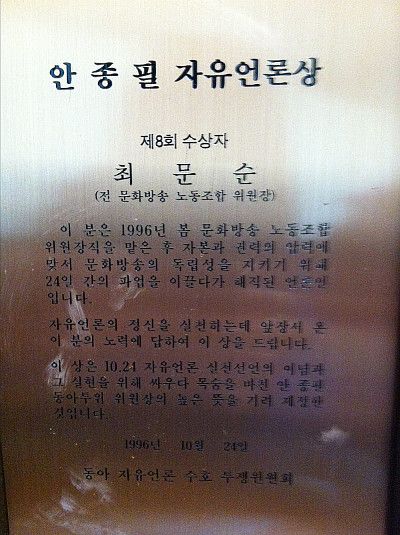 안 종 필 자유언론상
제8회 수상자
최 문 순
(전 문화방송 노동조합 위원장)
이 분은 1996년 봄 문화방송 노동조합
위원장직을 맡은 후 자본과 권력의 압력에
맞서 문화방송의 독립성을 지키기 위해
24일 간의 파업을 이끌다가 해직된 언론인
입니다.
자유언론의 정신을 실천하는데 앞장서 온
이 분의 노력에 답하여 이 상을 드립니다.
이 상은 10.24 자유언론 실천선언의 이념과
그 실현을 위해 싸우다 목숨을 바친 안 종필
동아투위 위원장의 높은 뜻을 기려 제정한
것입니다.
1996년 10월 24일
동아 자유언론 수호 투쟁위원회